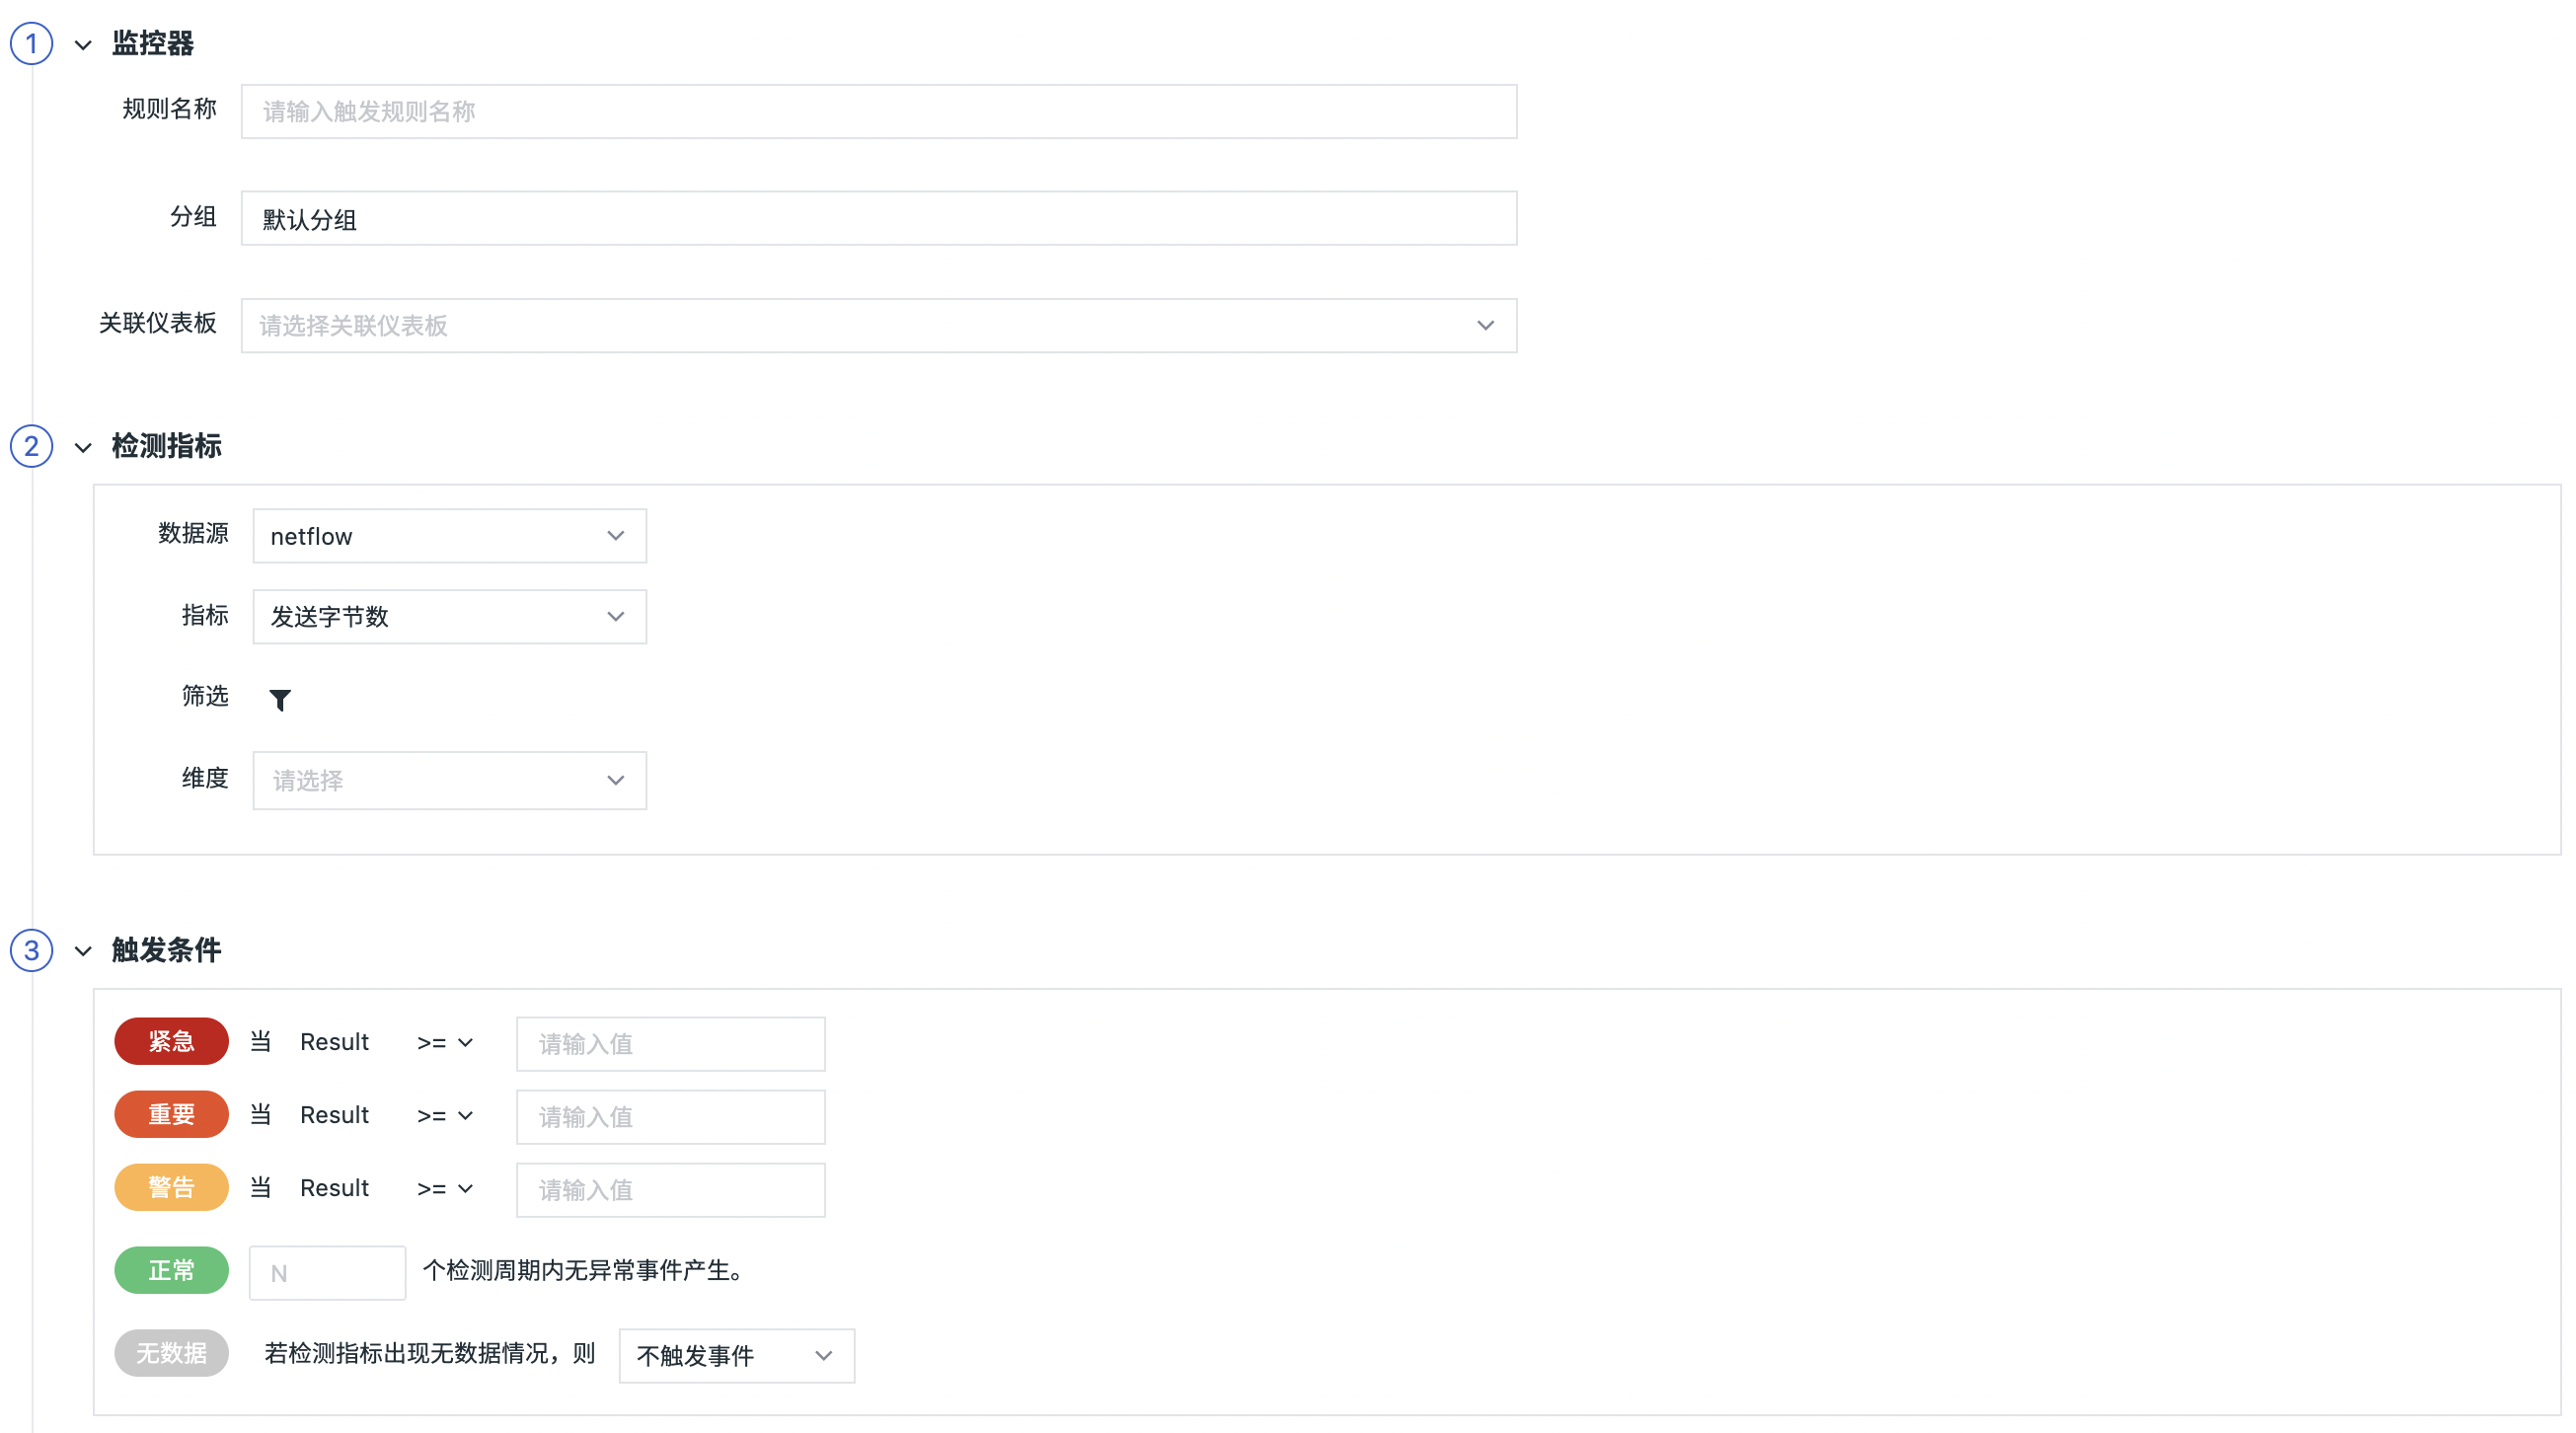 1 监控器
规则名称 请输入触发规则名称
分组 默认分组
关联仪表板 请选择关联仪表板
2 检测指标
数据源 netflow
指标 发送字节数
筛选
维度 请选择
3 触发条件
紧急 当 Result >= 请输入值
重要 当 Result >= 请输入值
警告 当 Result >= 请输入值
正常 N 个检测周期内无异常事件产生。
无数据 若检测指标出现无数据情况，则 不触发事件